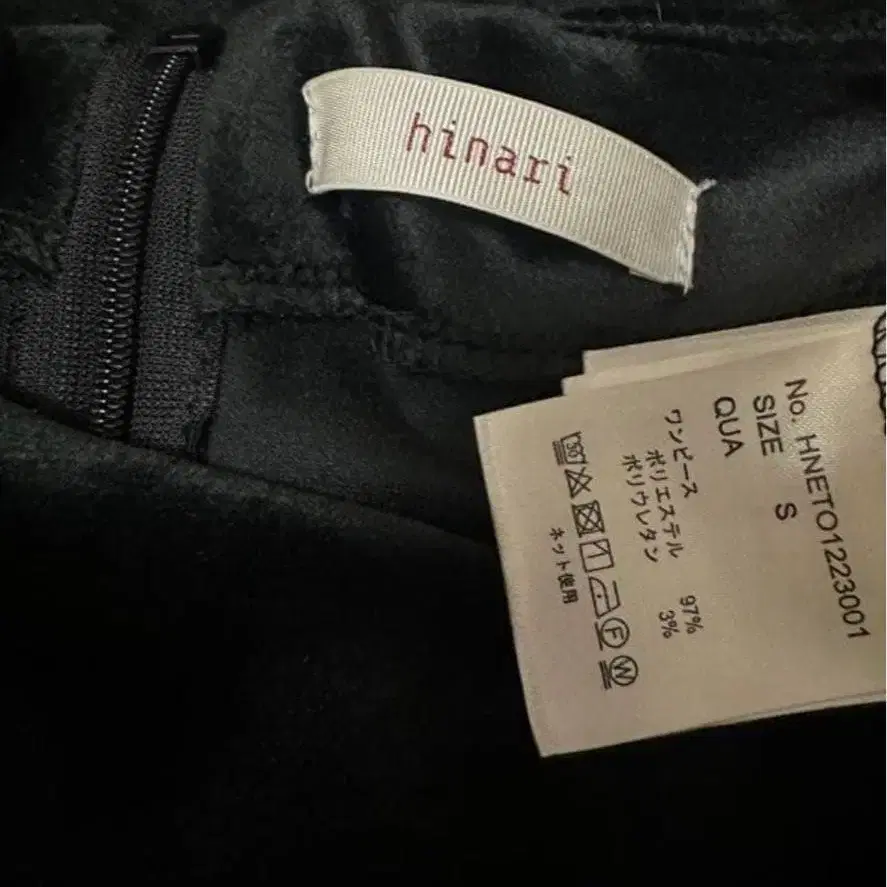 hinari
No. HNETO1223001
SIZE S
QUA
ワンピース
ポリエステル 97%
ポリウレタン 3%
30
F W
ネット使用